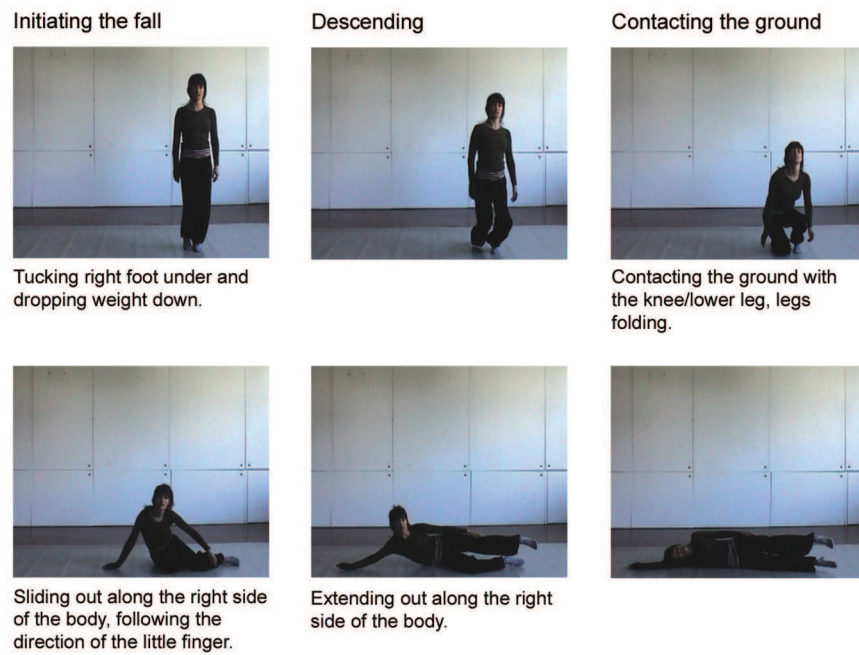 Initiating the fall
Descending
Contacting the ground
Tucking right foot under and
dropping weight down.
Contacting the ground with
the knee/lower leg, legs
folding.
Sliding out along the right side
of the body, following the
direction of the little finger.
Extending out along the right
side of the body.